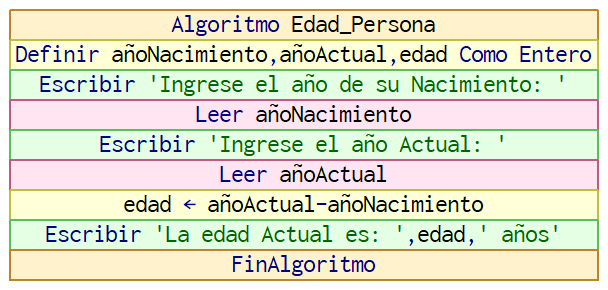 Algoritmo Edad_Persona
Definir añoNacimiento,añoActual,edad Como Entero
Escribir 'Ingrese el año de su Nacimiento: '
Leer añoNacimiento
Escribir 'Ingrese el año Actual: '
Leer añoActual
edad ← añoActual-añoNacimiento
Escribir 'La edad Actual es: ',edad,' años'
FinAlgoritmo